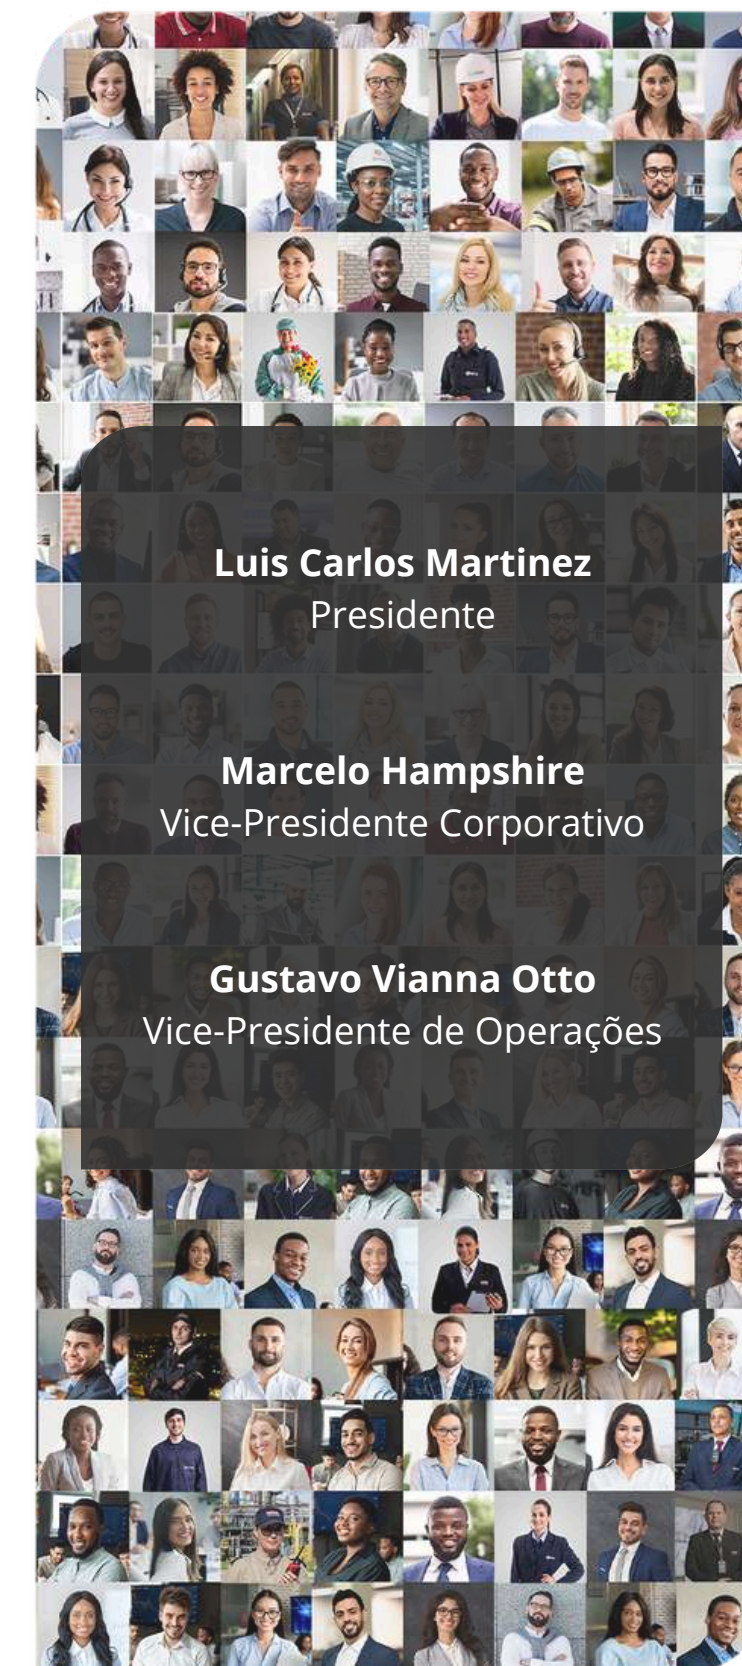 Luis Carlos Martinez
Presidente
Marcelo Hampshire
Vice-Presidente Corporativo
Gustavo Vianna Otto
Vice-Presidente de Operações